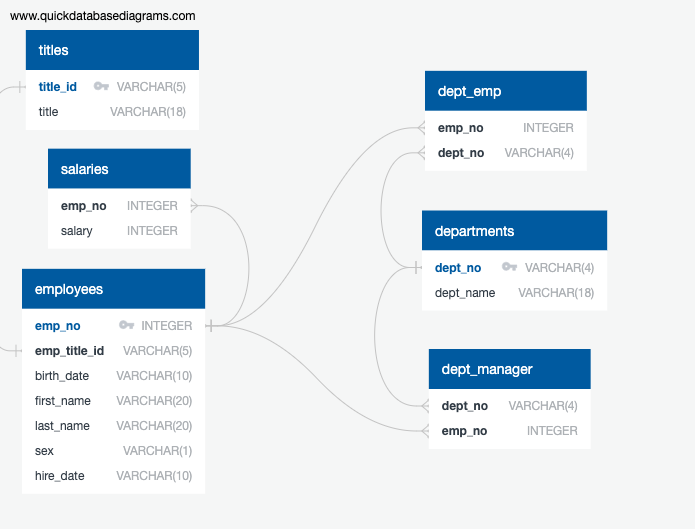 www.quickdatabasediagrams.com
titles
title_id VARCHAR(5)
title VARCHAR(18)
salaries
emp_no INTEGER
salary INTEGER
employees
emp_no INTEGER
emp_title_id VARCHAR(5)
birth_date VARCHAR(10)
first_name VARCHAR(20)
last_name VARCHAR(20)
sex VARCHAR(1)
hire_date VARCHAR(10)
dept_emp
emp_no INTEGER
dept_no VARCHAR(4)
departments
dept_no VARCHAR(4)
dept_name VARCHAR(18)
dept_manager
dept_no VARCHAR(4)
emp_no INTEGER